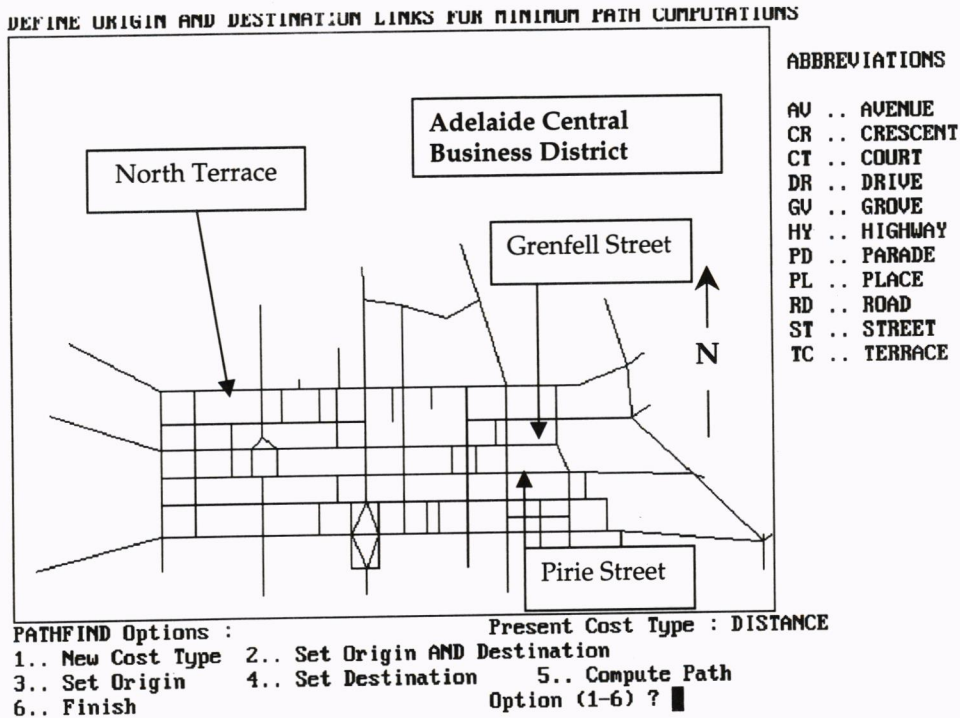 DEFINE ORIGIN AND DESTINATION LINKS FOR MINIMUM PATH COMPUTATIONS
ABBREVIATIONS
AV .. AVENUE
CR .. CRESCENT
CT .. COURT
DR .. DRIVE
GV .. GROVE
HY .. HIGHWAY
PD .. PARADE
PL .. PLACE
RD .. ROAD
ST .. STREET
TC .. TERRACE
Adelaide Central
Business District
North Terrace
Grenfell Street
N
Pirie Street
PATHFIND Options :
Present Cost Type : DISTANCE
1.. New Cost Type 2.. Set Origin AND Destination
3.. Set Origin 4.. Set Destination 5.. Compute Path
6.. Finish
Option (1-6) ?